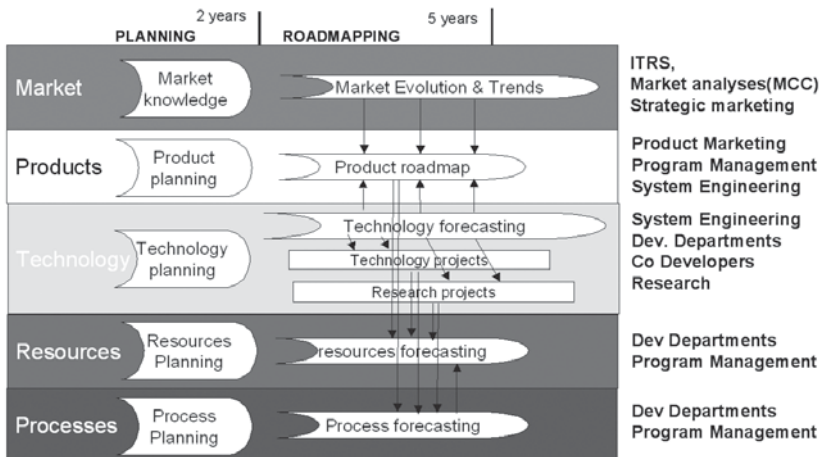 2 years
5 years
PLANNING
ROADMAPPING
Market
Market
knowledge
Market Evolution & Trends
ITRS,
Market analyses(MCC)
Strategic marketing
Products
Product
planning
Product roadmap
Product Marketing
Program Management
System Engineering
Technology
Technology
planning
Technology forecasting
Technology projects
Research projects
System Engineering
Dev. Departments
Co Developers
Research
Resources
Resources
Planning
resources forecasting
Dev Departments
Program Management
Processes
Process
Planning
Process forecasting
Dev Departments
Program Management